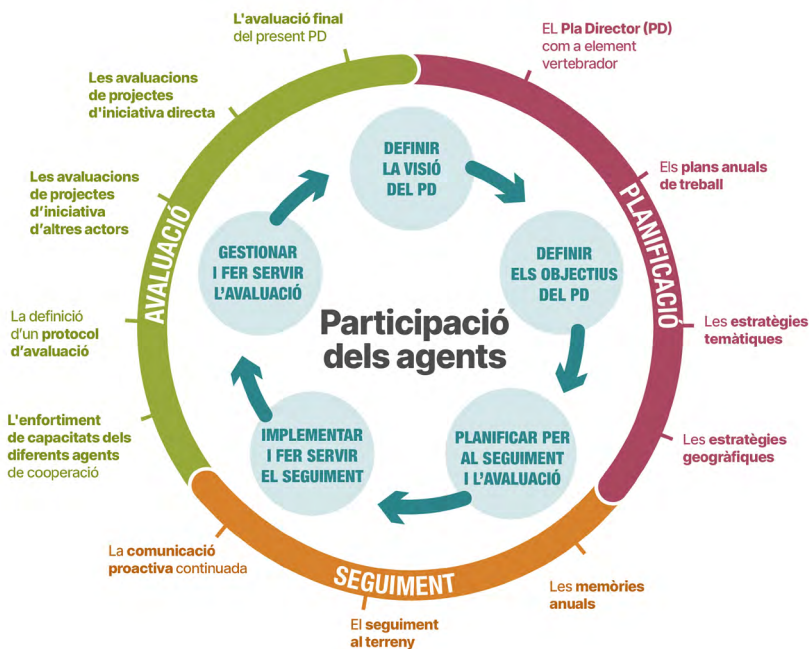 L'avaluació final
del present PD
EL Pla Director (PD)
com a element
vertebrador
Les avaluacions
de projectes
d'iniciativa directa
Els plans anuals
de treball
Les avaluacions
de projectes
d'iniciativa
d'altres actors
La definició
d'un protocol
d'avaluació
Les estratègies
temàtiques
L'enfortiment
de capacitats dels
diferents agents
de cooperació
Les estratègies
geogràfiques
La comunicació
proactiva continuada
El seguiment
al terreny
Les memòries
anuals
AVALUACIÓ
PLANIFICACIÓ
SEGUIMENT
DEFINIR
LA VISIÓ
DEL PD
DEFINIR
ELS OBJECTIUS
DEL PD
PLANIFICAR PER
AL SEGUIMENT
I L'AVALUACIÓ
IMPLEMENTAR
I FER SERVIR
EL SEGUIMENT
GESTIONAR
I FER SERVIR
L'AVALUACIÓ
Participació
dels agents